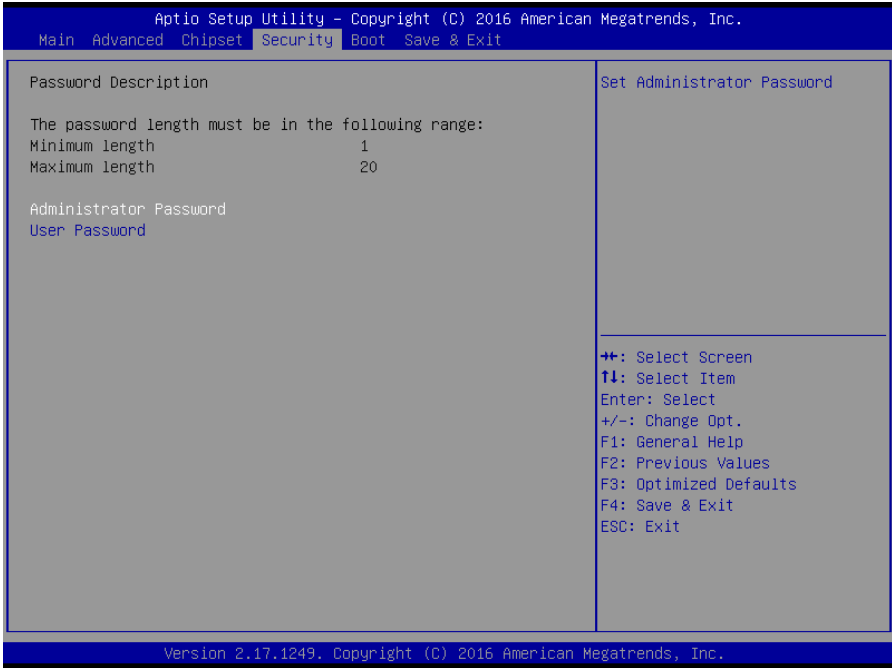 Aptio Setup Utility – Copyright (C) 2016 American Megatrends, Inc.
Main Advanced Chipset Security Boot Save & Exit
Password Description
The password length must be in the following range:
Minimum length 1
Maximum length 20
Administrator Password
User Password
Set Administrator Password
→←: Select Screen
↑↓: Select Item
Enter: Select
+/-: Change Opt.
F1: General Help
F2: Previous Values
F3: Optimized Defaults
F4: Save & Exit
ESC: Exit
Version 2.17.1249. Copyright (C) 2016 American Megatrends, Inc.